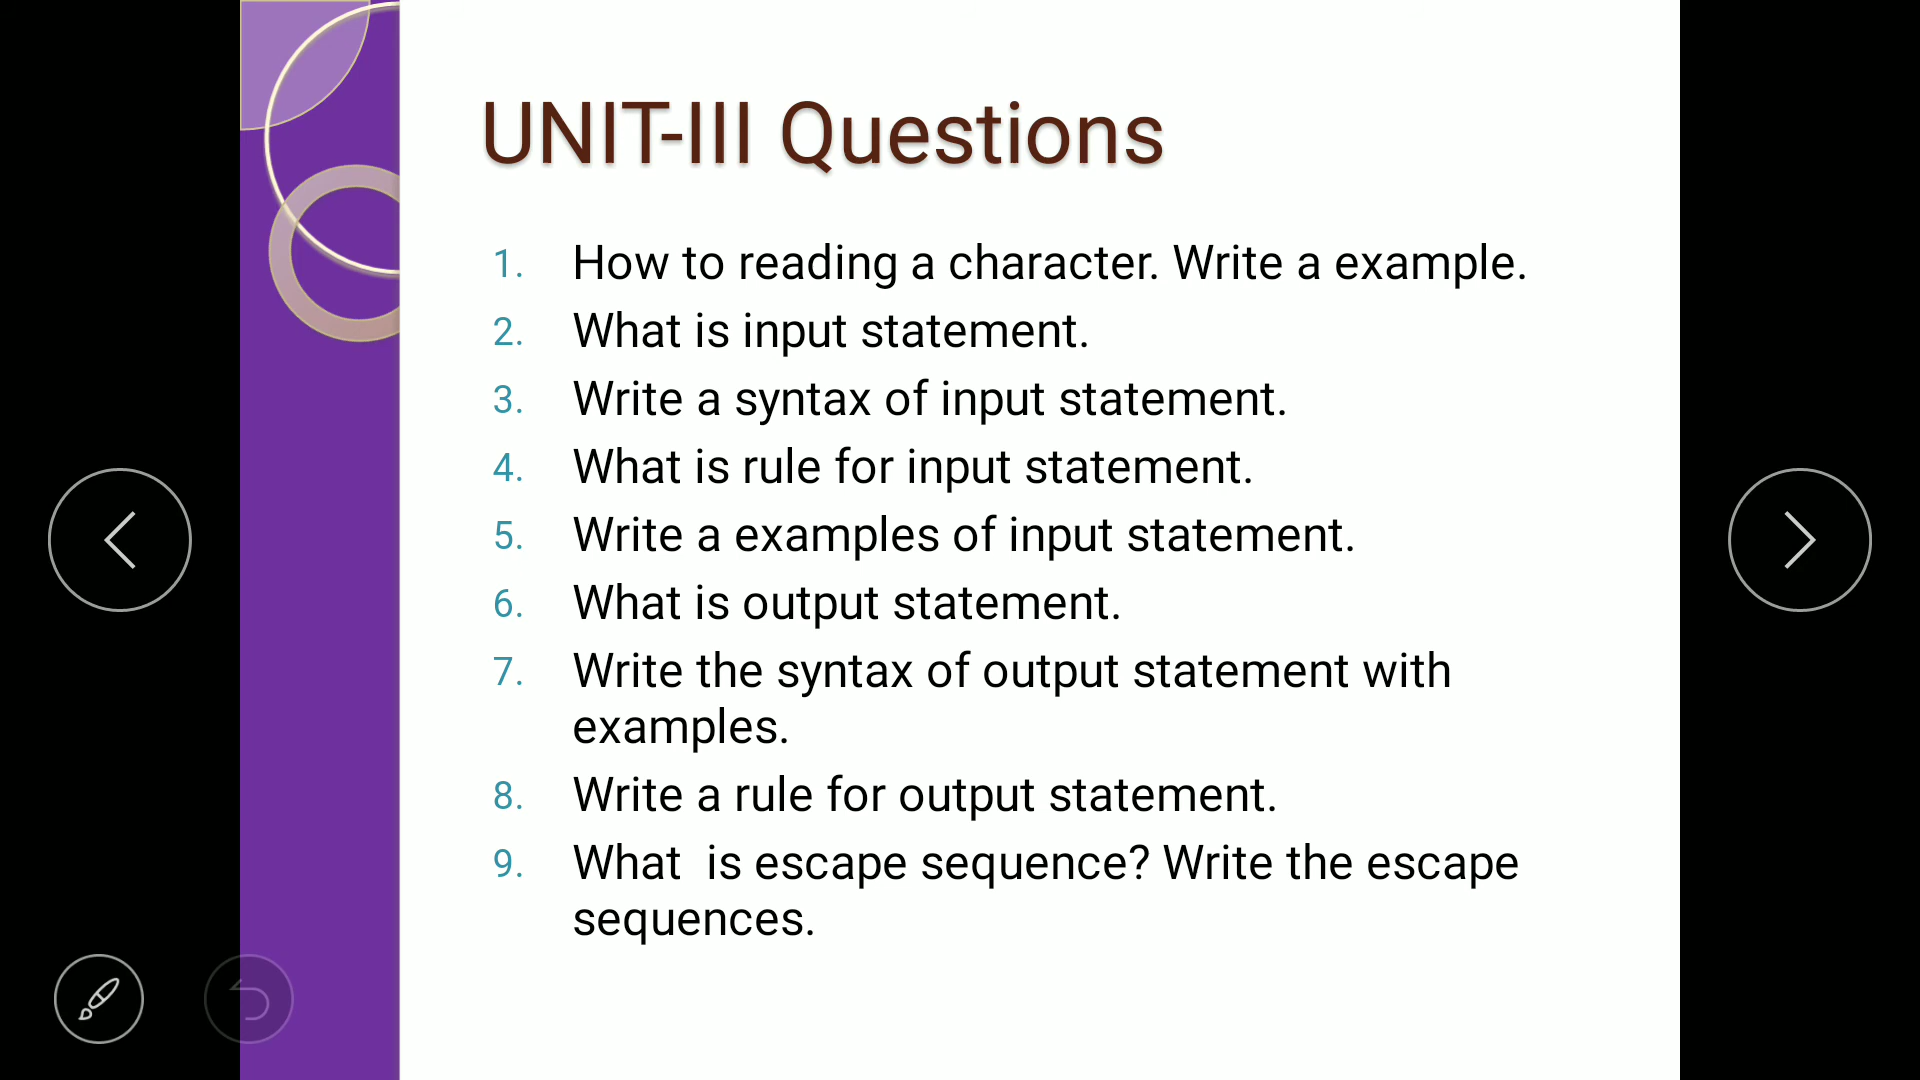 UNIT-III Questions
1. How to reading a character. Write a example.
2. What is input statement.
3. Write a syntax of input statement.
4. What is rule for input statement.
5. Write a examples of input statement.
6. What is output statement.
7. Write the syntax of output statement with
examples.
8. Write a rule for output statement.
9. What  is escape sequence? Write the escape
sequences.